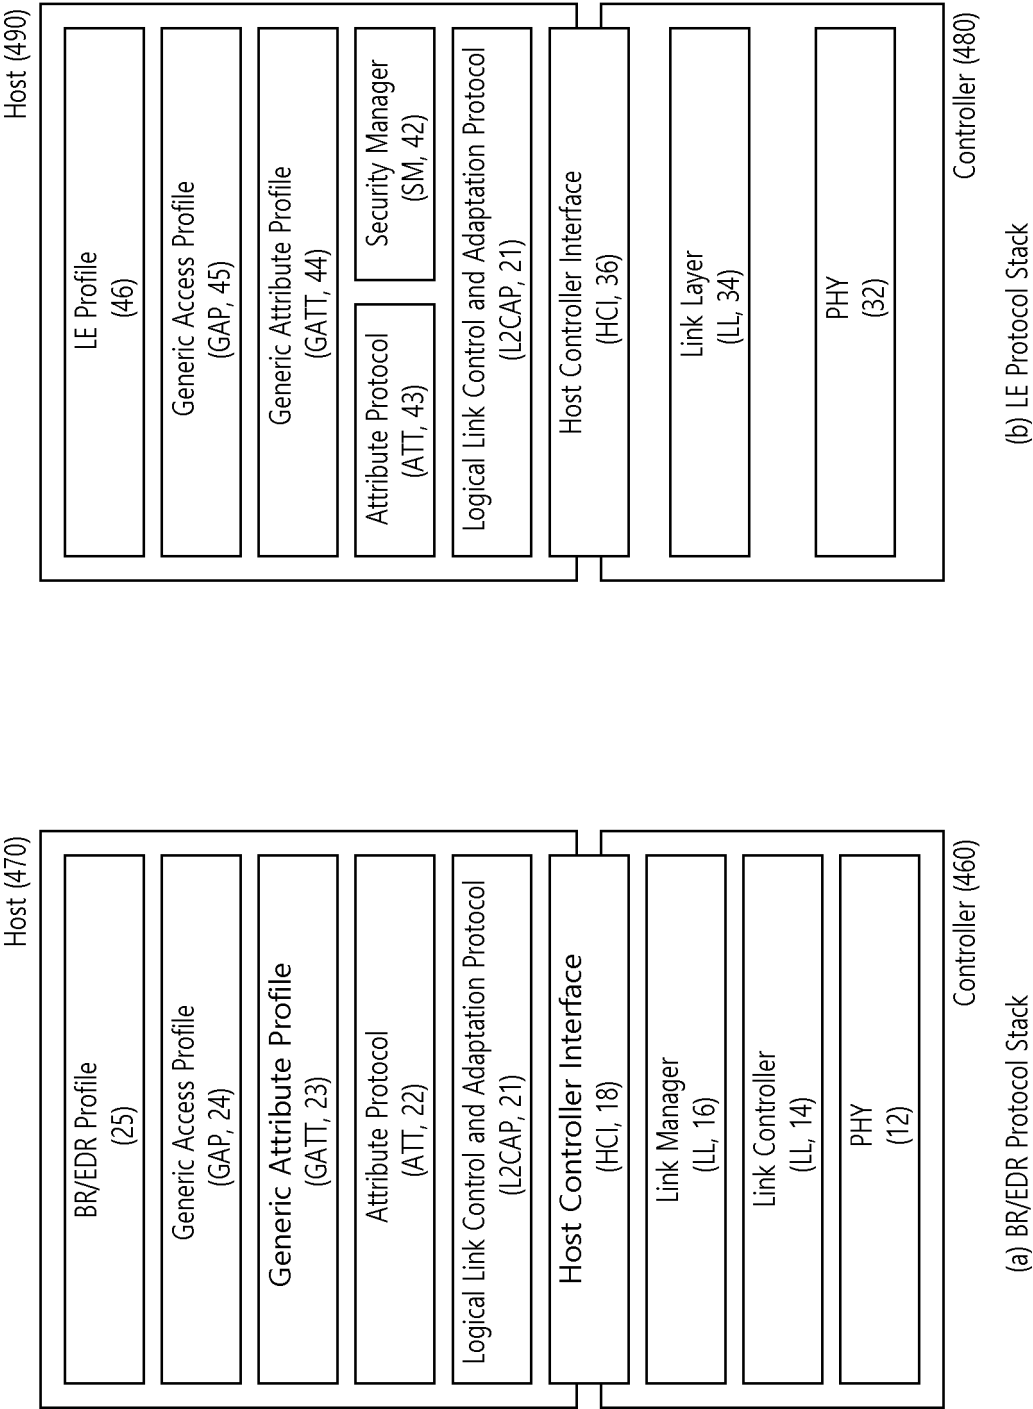 Host (470)
BR/EDR Profile
(25)
Generic Access Profile
(GAP, 24)
Generic Attribute Profile
(GATT, 23)
Attribute Protocol
(ATT, 22)
Logical Link Control and Adaptation Protocol
(L2CAP, 21)
Host Controller Interface
(HCI, 18)
Link Manager
(LL, 16)
Link Controller
(LL, 14)
PHY
(12)
Controller (460)
(a) BR/EDR Protocol Stack
Host (490)
LE Profile
(46)
Generic Access Profile
(GAP, 45)
Generic Attribute Profile
(GATT, 44)
Attribute Protocol
(ATT, 43)
Security Manager
(SM, 42)
Logical Link Control and Adaptation Protocol
(L2CAP, 21)
Host Controller Interface
(HCI, 36)
Link Layer
(LL, 34)
PHY
(32)
Controller (480)
(b) LE Protocol Stack